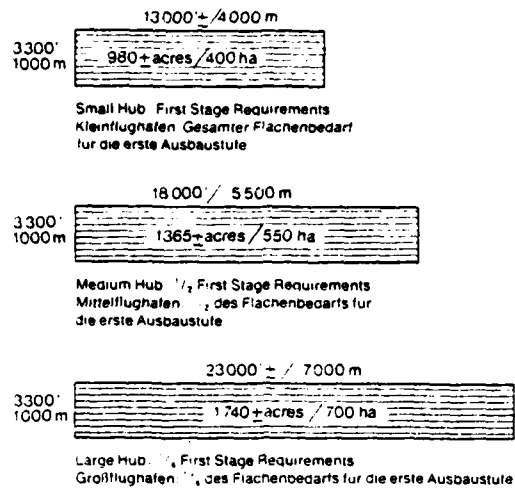 13000'± / 4000 m
3300'
1000 m
980± acres / 400 ha
Small Hub First Stage Requirements
Kleinflughafen Gesamter Flachenbedarf
fur die erste Ausbaustufe
18000' / 5500 m
3300'
1000 m
1365± acres / 550 ha
Medium Hub 1/2 First Stage Requirements
Mittelflughafen des Flachenbedarfs fur
die erste Ausbaustufe
23000'± / 7000 m
3300'
1000 m
1740± acres / 700 ha
Large Hub First Stage Requirements
Großflughafen des Flachenbedarfs fur die erste Ausbaustufe